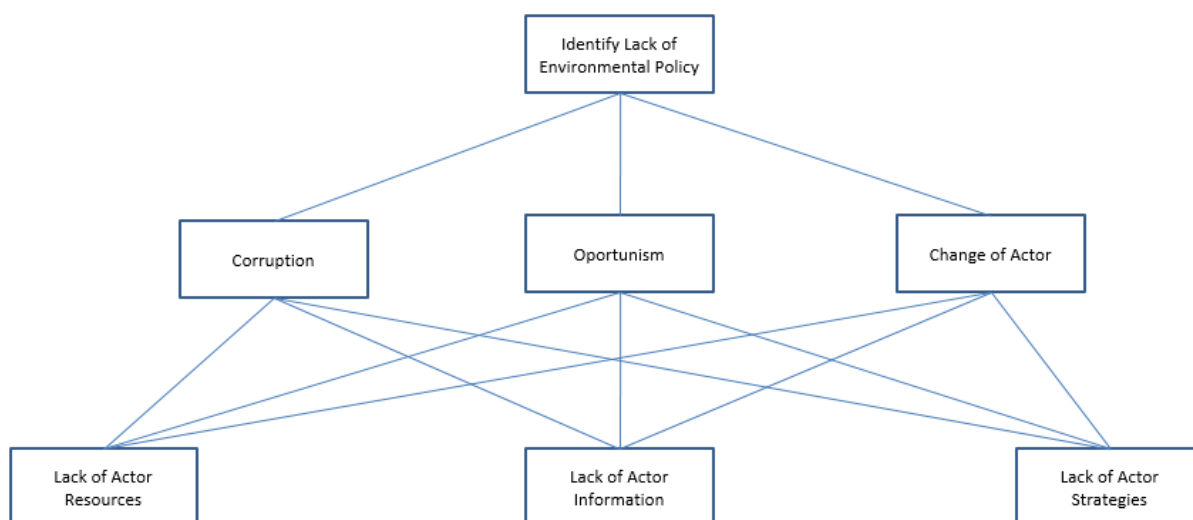 Identify Lack of
Environmental Policy
Corruption
Oportunism
Change of Actor
Lack of Actor
Resources
Lack of Actor
Information
Lack of Actor
Strategies